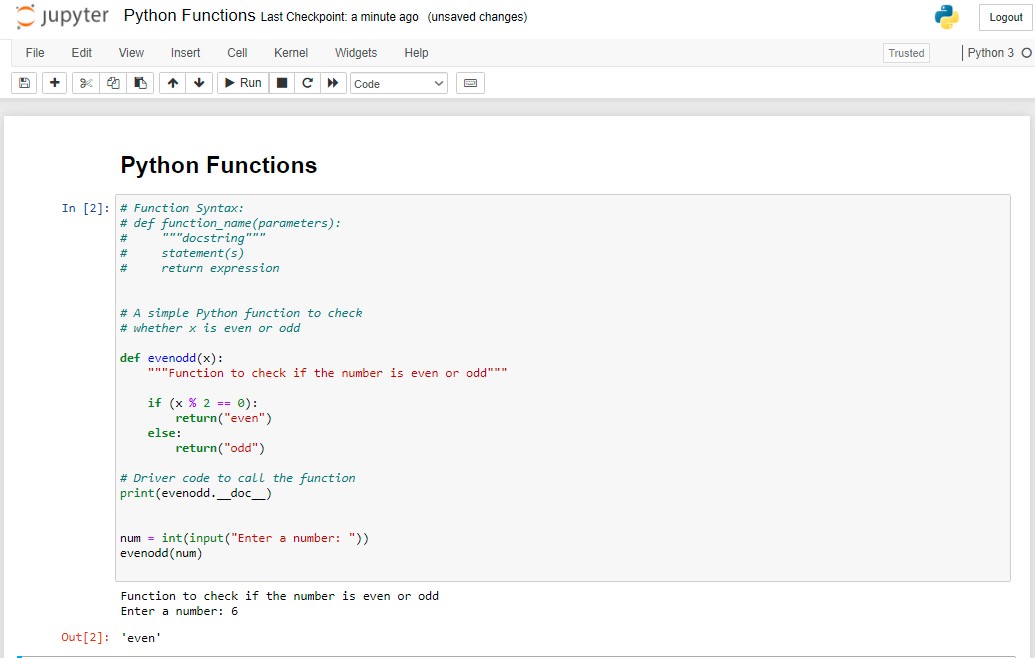 jupyter Python Functions Last Checkpoint: a minute ago (unsaved changes) Logout
File Edit View Insert Cell Kernel Widgets Help Trusted Python 3
Run Code
Python Functions
In [2]: # Function Syntax:
# def function_name(parameters):
#     """docstring"""
#     statement(s)
#     return expression
# A simple Python function to check
# whether x is even or odd
def evenodd(x):
    """Function to check if the number is even or odd"""
    if (x % 2 == 0):
        return("even")
    else:
        return("odd")
# Driver code to call the function
print(evenodd.__doc__)
num = int(input("Enter a number: "))
evenodd(num)
Function to check if the number is even or odd
Enter a number: 6
Out[2]: 'even'